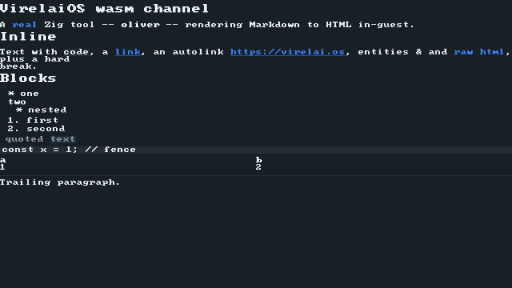 VirelaiOS wasm channel
A real Zig tool -- oliver -- rendering Markdown to HTML in-guest.
Inline
Text with code, a link, an autolink https://virelai.os, entities & and raw html,
plus a hard
break.
Blocks
* one
two
* nested
1. first
2. second
quoted text
const x = 1; // fence
a b
1 2
Trailing paragraph.